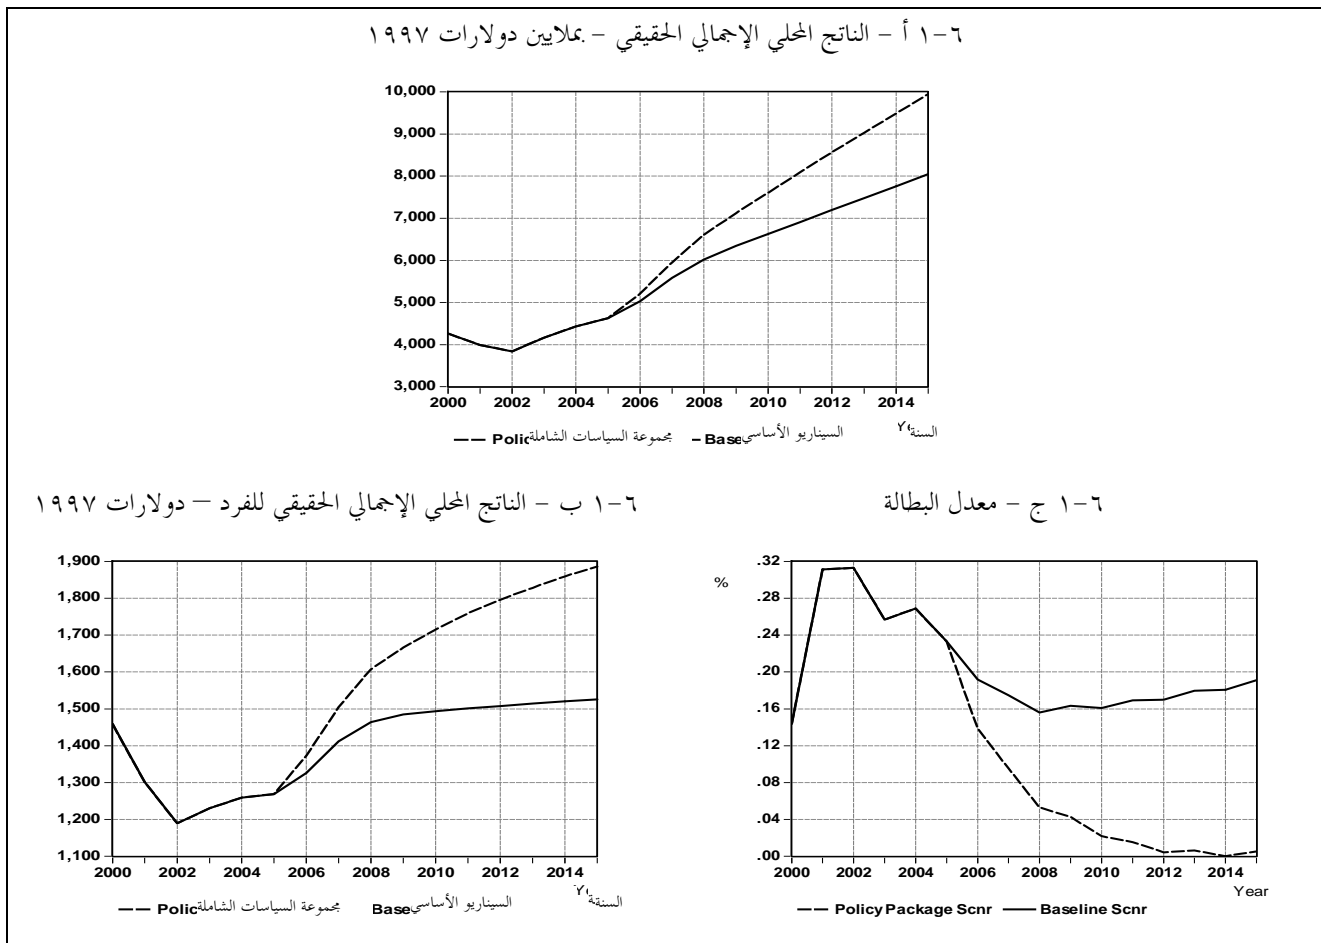 ٦-١ أ - الناتج المحلي الإجمالي الحقيقي - بملايين دولارات ١٩٩٧
10,000
9,000
8,000
7,000
6,000
5,000
4,000
3,000
2000 2002 2004 2006 2008 2010 2012 2014
السنة
Polic مجموعة السياسات الشاملة Base السيناريو الأساسي
٦-١ ب - الناتج المحلي الإجمالي الحقيقي للفرد – دولارات ١٩٩٧
1,900
1,800
1,700
1,600
1,500
1,400
1,300
1,200
1,100
2000 2002 2004 2006 2008 2010 2012 2014
السنة
Polic مجموعة السياسات الشاملة Base السيناريو الأساسي
٦-١ ج - معدل البطالة
%
.32
.28
.24
.20
.16
.12
.08
.04
.00
2000 2002 2004 2006 2008 2010 2012 2014
Year
Policy Package Scnr Baseline Scnr